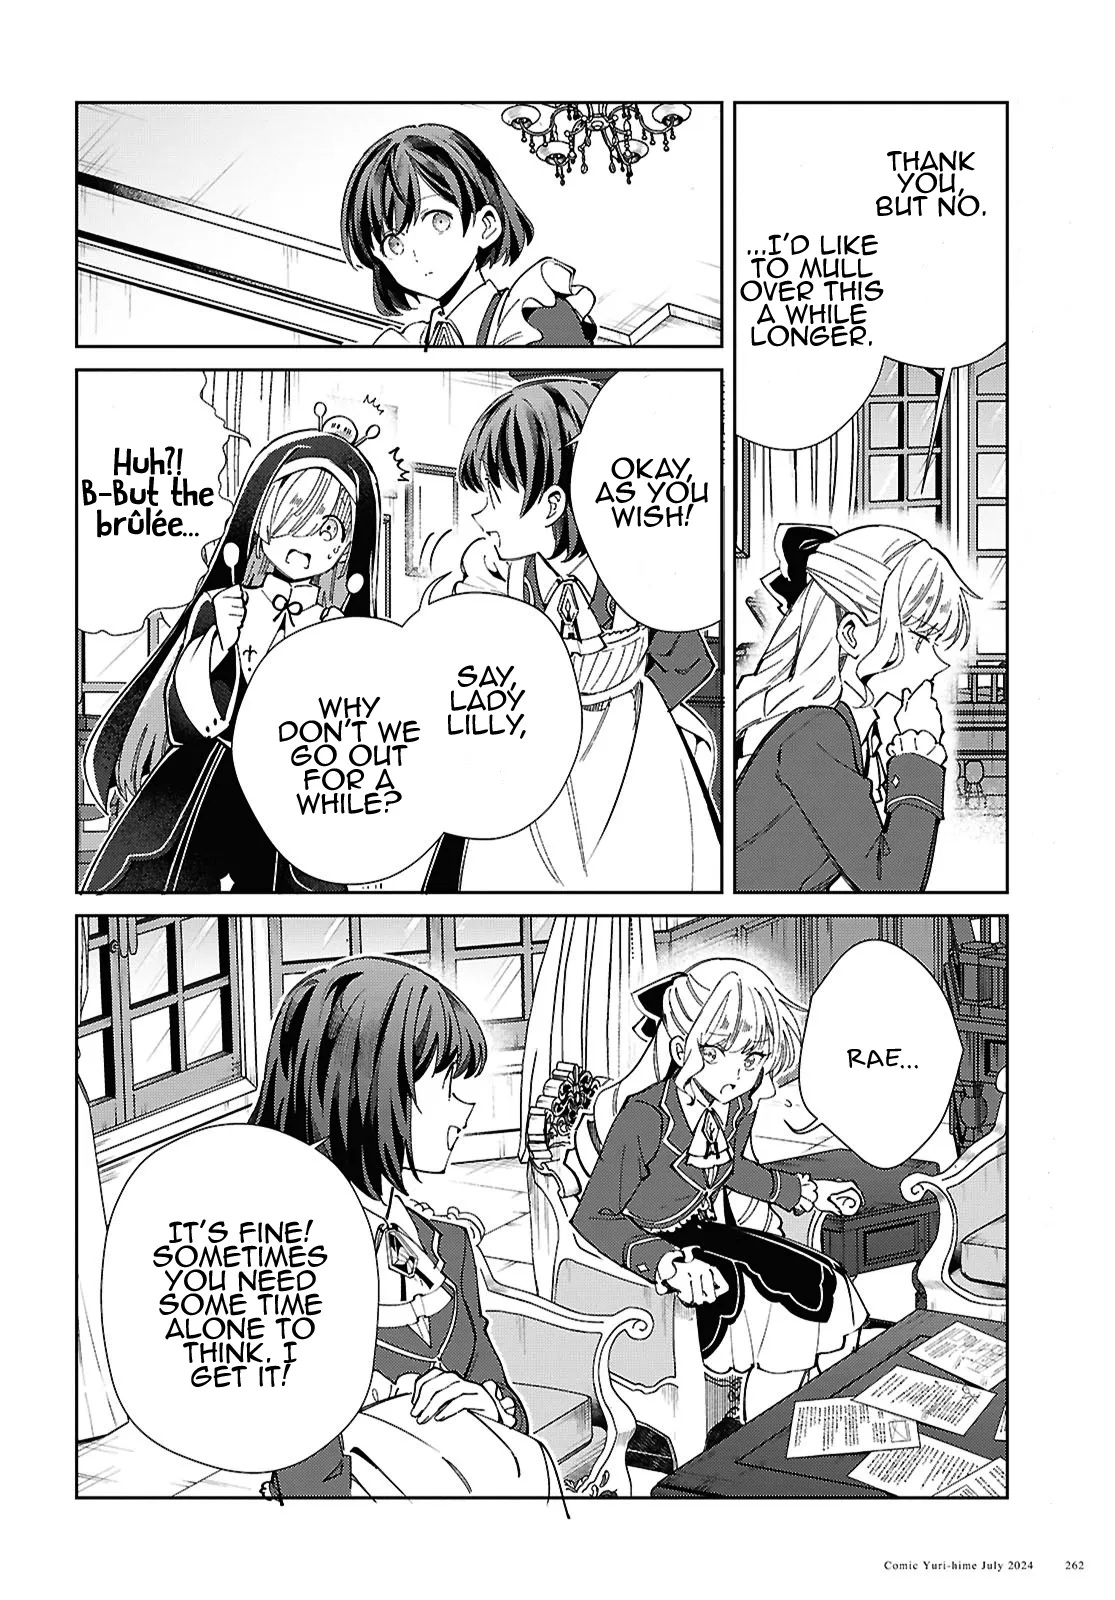 THANK
YOU,
BUT NO.
...I'D LIKE
TO MULL
OVER THIS
A WHILE
LONGER.
OKAY,
AS YOU
WISH!
SAY,
LADY
LILLY,
WHY
DON'T WE
GO OUT
FOR A
WHILE?
Huh?!
B-But the
brûlée...
RAE...
IT'S FINE!
SOMETIMES
YOU NEED
SOME TIME
ALONE TO
THINK. I
GET IT!
Comic Yuri-hime July 2024 262